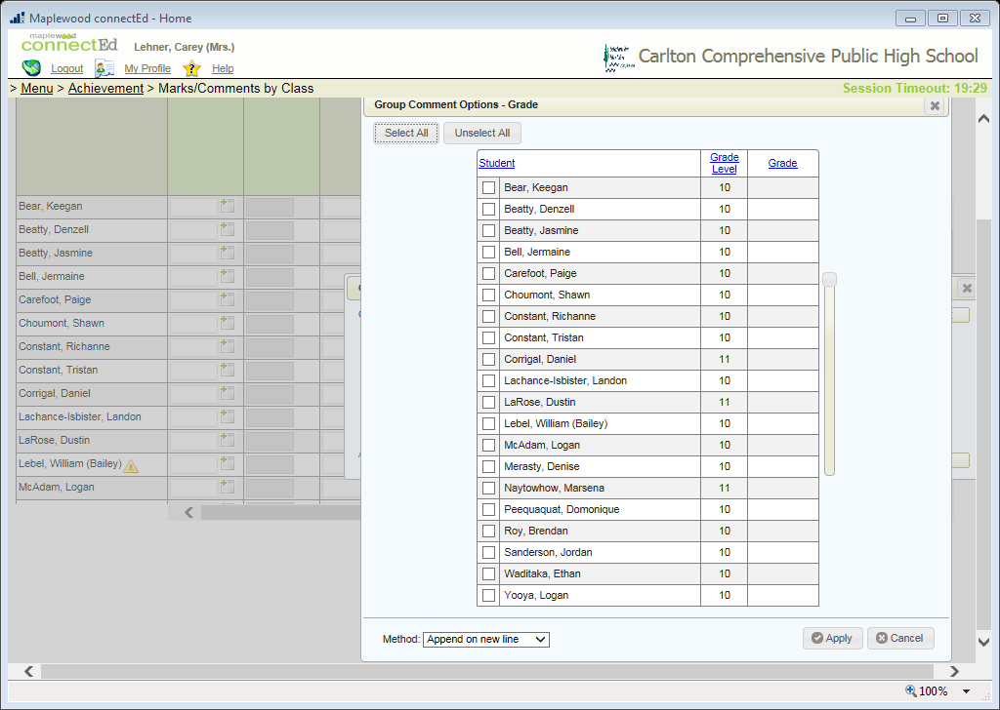 Maplewood connectEd - Home
maplewood
connectEd
Lehner, Carey (Mrs.)
Logout My Profile Help
Carlton Comprehensive Public High School
> Menu > Achievement > Marks/Comments by Class
Session Timeout: 19:29
Bear, Keegan
Beatty, Denzell
Beatty, Jasmine
Bell, Jermaine
Carefoot, Paige
Choumont, Shawn
Constant, Richanne
Constant, Tristan
Corrigal, Daniel
Lachance-Isbister, Landon
LaRose, Dustin
Lebel, William (Bailey)
McAdam, Logan
Group Comment Options - Grade
Select All Unselect All
Student Grade Level Grade
Bear, Keegan 10
Beatty, Denzell 10
Beatty, Jasmine 10
Bell, Jermaine 10
Carefoot, Paige 10
Choumont, Shawn 10
Constant, Richanne 10
Constant, Tristan 10
Corrigal, Daniel 11
Lachance-Isbister, Landon 10
LaRose, Dustin 11
Lebel, William (Bailey) 10
McAdam, Logan 10
Merasty, Denise 10
Naytowhow, Marsena 11
Peequaquat, Domonique 10
Roy, Brendan 10
Sanderson, Jordan 10
Waditaka, Ethan 10
Yooya, Logan 10
Method: Append on new line
Apply Cancel
100%